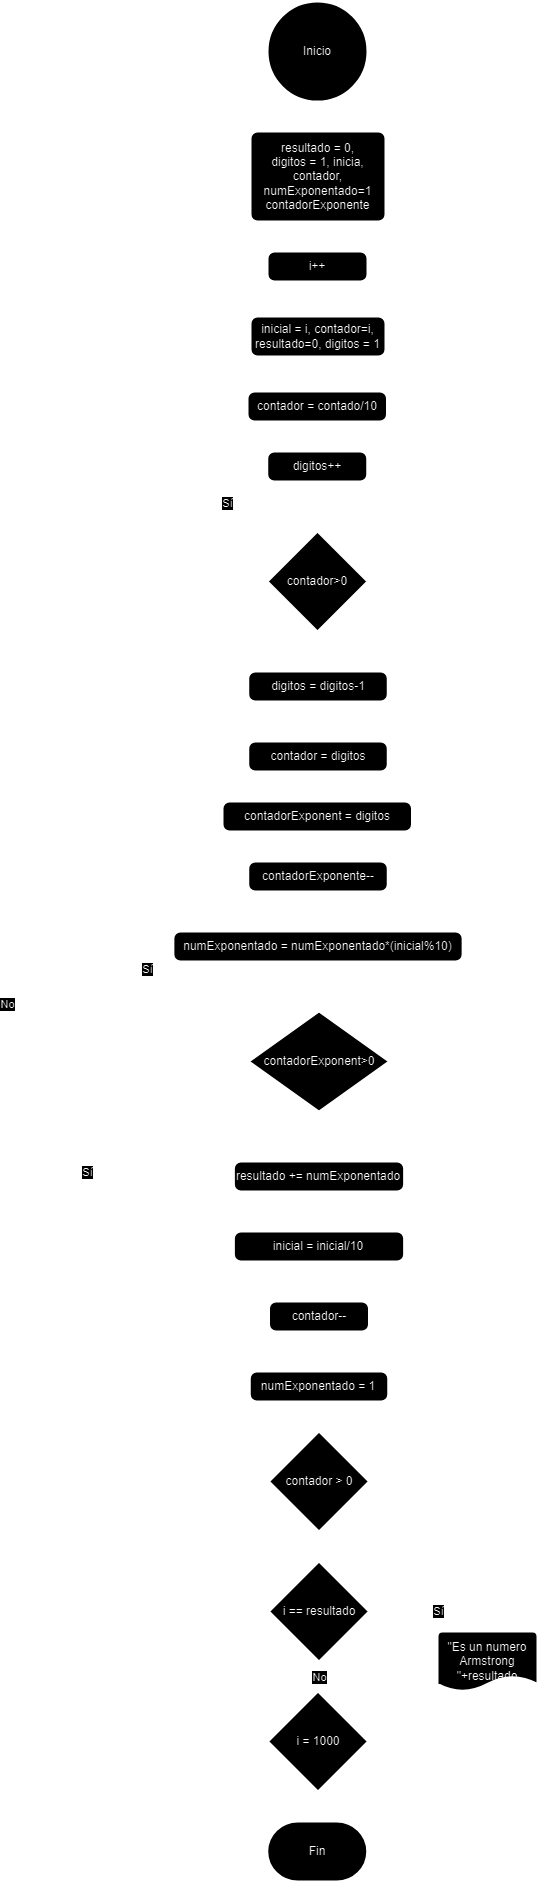 Inicio
resultado = 0,
digitos = 1, inicia,
contador,
numExponentado=1
contadorExponente
i++
inicial = i, contador=i,
resultado=0, digitos = 1
contador = contado/10
digitos++
Sí
contador>0
digitos = digitos-1
contador = digitos
contadorExponent = digitos
contadorExponente--
numExponentado = numExponentado*(inicial%10)
Sí
No
contadorExponent>0
Sí
resultado += numExponentado
inicial = inicial/10
contador--
numExponentado = 1
contador > 0
i == resultado
Sí
"Es un numero
Armstrong
"+resultado
No
i = 1000
Fin